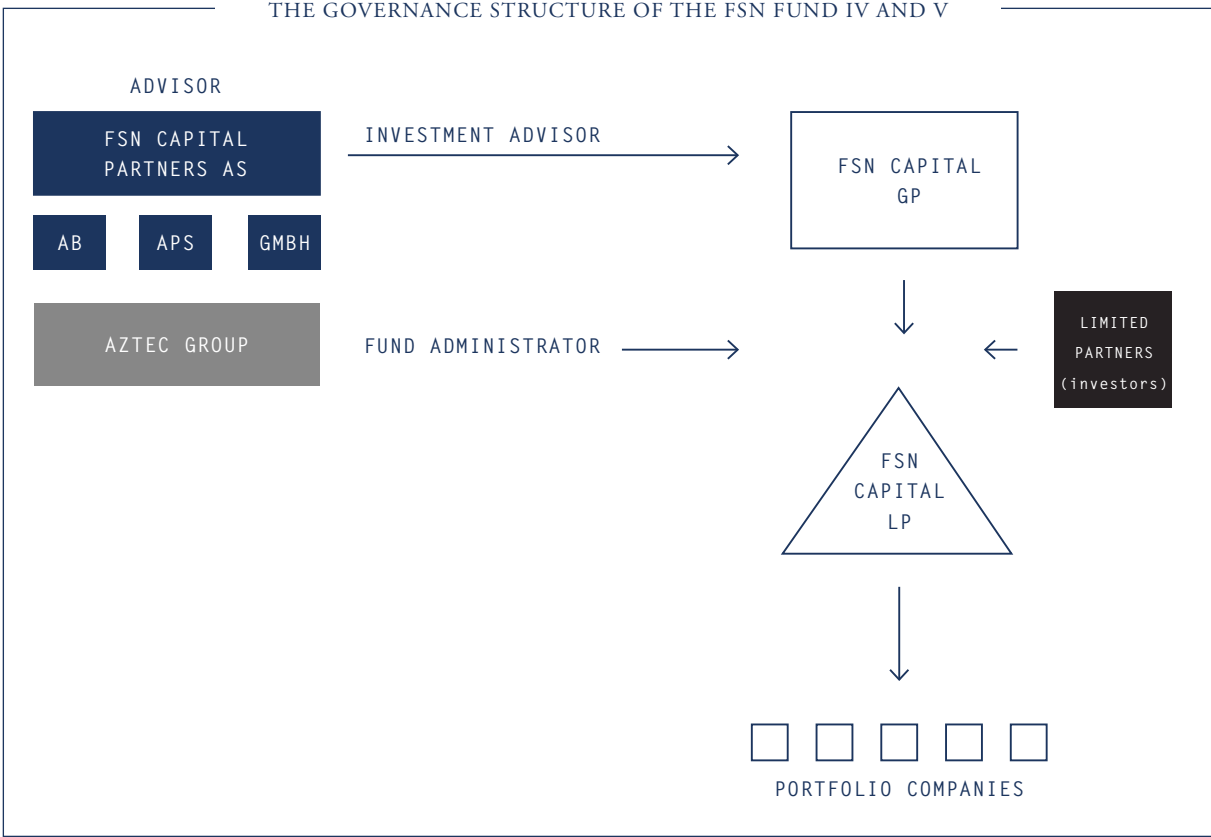 THE GOVERNANCE STRUCTURE OF THE FSN FUND IV AND V
ADVISOR
FSN CAPITAL
PARTNERS AS
INVESTMENT ADVISOR
FSN CAPITAL
GP
AB
APS
GMBH
AZTEC GROUP
FUND ADMINISTRATOR
LIMITED
PARTNERS
(investors)
FSN
CAPITAL
LP
PORTFOLIO COMPANIES